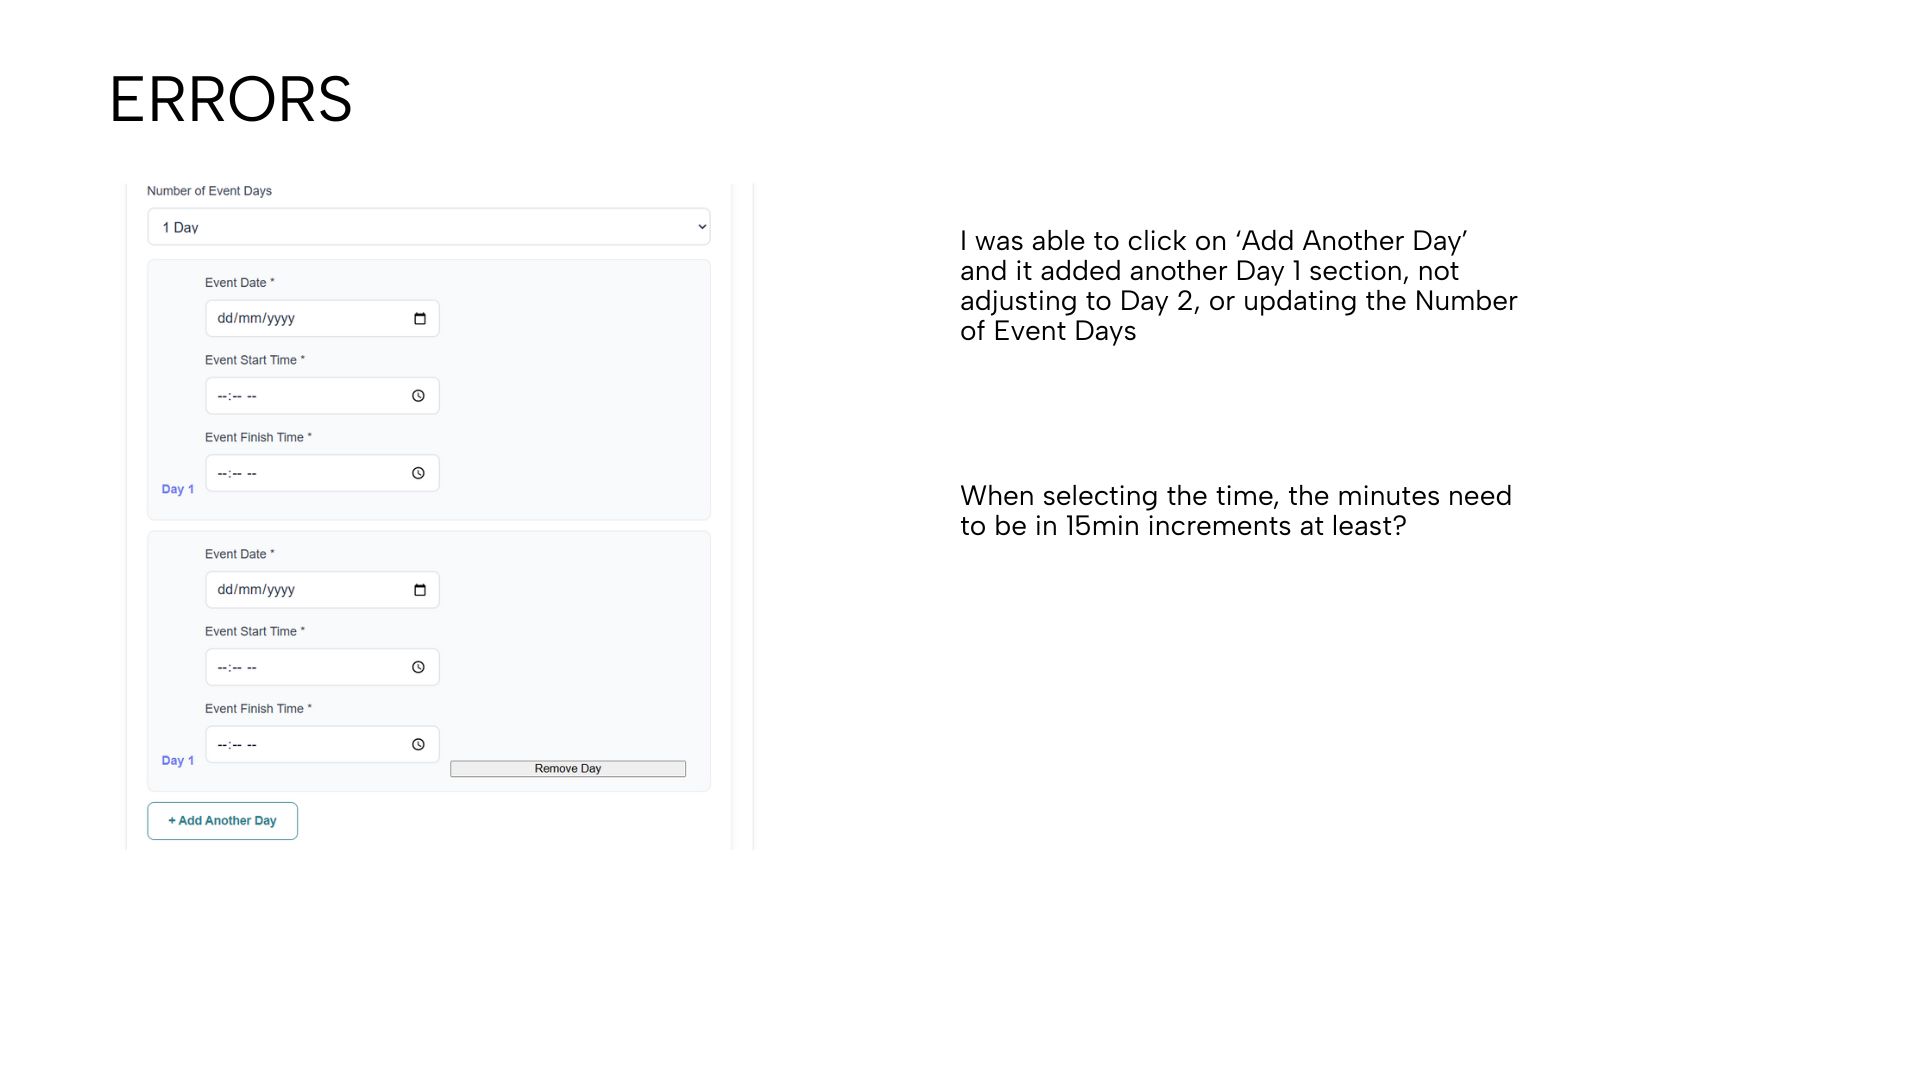 ERRORS
Number of Event Days
1 Day
Event Date *
dd/mm/yyyy
Event Start Time *
--:-- --
Event Finish Time *
--:-- --
Day 1
Event Date *
dd/mm/yyyy
Event Start Time *
--:-- --
Event Finish Time *
--:-- --
Day 1
Remove Day
+ Add Another Day
I was able to click on ‘Add Another Day’
and it added another Day 1 section, not
adjusting to Day 2, or updating the Number
of Event Days
When selecting the time, the minutes need
to be in 15min increments at least?